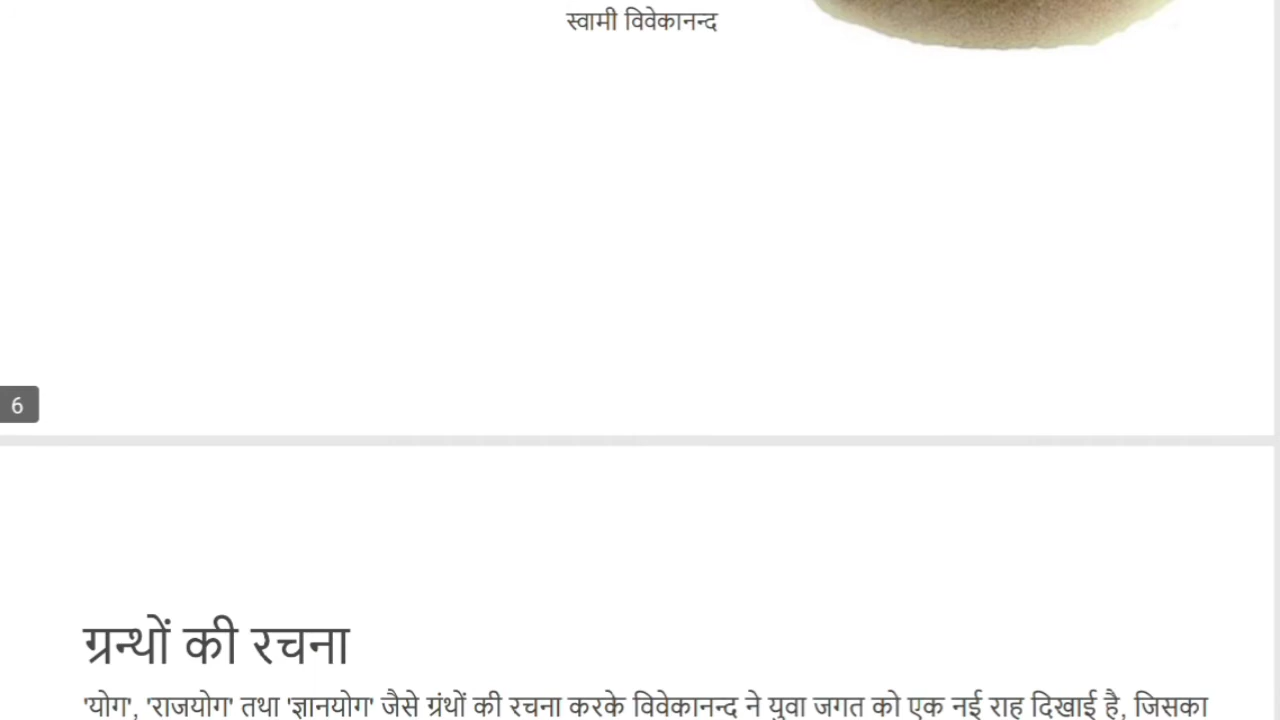 स्वामी विवेकानन्द
6
ग्रन्थों की रचना
'योग', 'राजयोग' तथा 'ज्ञानयोग' जैसे ग्रंथों की रचना करके विवेकानन्द ने युवा जगत को एक नई राह दिखाई है, जिसका